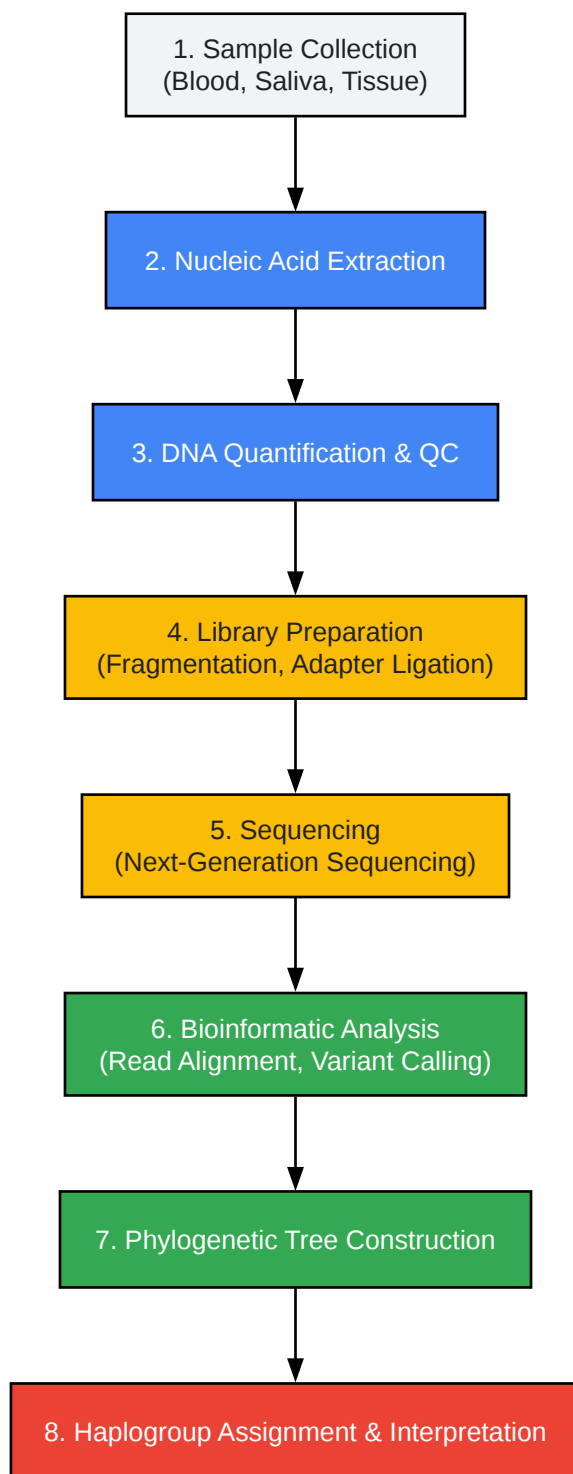 1. Sample Collection
(Blood, Saliva, Tissue)
2. Nucleic Acid Extraction
3. DNA Quantification & QC
4. Library Preparation
(Fragmentation, Adapter Ligation)
5. Sequencing
(Next-Generation Sequencing)
6. Bioinformatic Analysis
(Read Alignment, Variant Calling)
7. Phylogenetic Tree Construction
8. Haplogroup Assignment & Interpretation